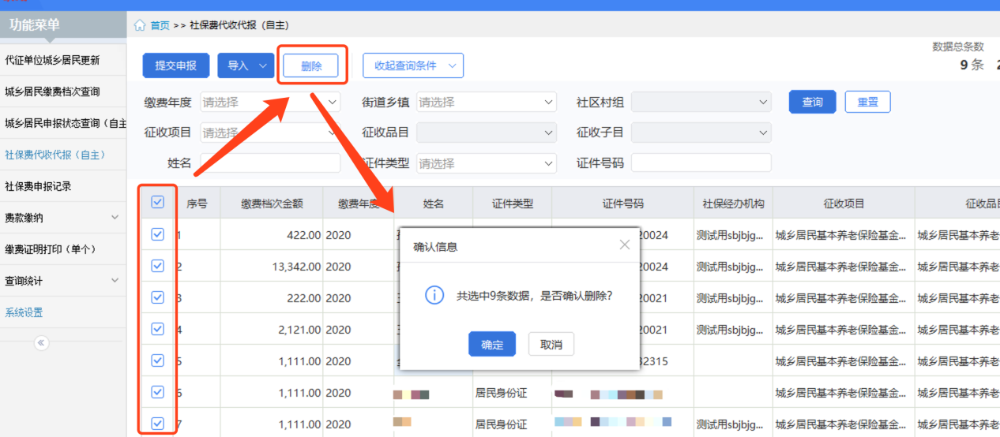 功能菜单
首页 >> 社保费代收代报（自主）
数据总条数
9 条
代征单位城乡居民更新
城乡居民缴费档次查询
城乡居民申报状态查询（自主
社保费代收代报（自主）
社保费申报记录
费款缴纳
缴费证明打印（单个）
查询统计
系统设置
提交申报 导入 删除 收起查询条件
缴费年度 请选择 街道乡镇 请选择 社区村组 查询 重置
征收项目 请选择 征收品目 征收子目
姓名 证件类型 请选择 证件号码
序号 缴费档次金额 缴费年度 姓名 证件类型 证件号码 社保经办机构 征收项目 征收品目
1 422.00 2020 20024 测试用sbjbjg... 城乡居民基本养老保险基金... 城乡居民基本养老
2 13,342.00 2020 20024 测试用sbjbjg... 城乡居民基本养老保险基金... 城乡居民基本养老
3 222.00 2020 20021 测试用sbjbjg... 城乡居民基本养老保险基金... 城乡居民基本养老
4 2,121.00 2020 20021 测试用sbjbjg... 城乡居民基本养老保险基金... 城乡居民基本养老
5 1,111.00 2020 32315 城乡居民基本养老保险基金... 城乡居民基本养老
6 1,111.00 2020 居民身份证 城乡居民基本养老保险基金... 城乡居民基本养老
7 1,111.00 2020 居民身份证 测试用sbjbjg... 城乡居民基本养老保险基金... 城乡居民基本养老
确认信息
共选中9条数据，是否确认删除？
确定 取消